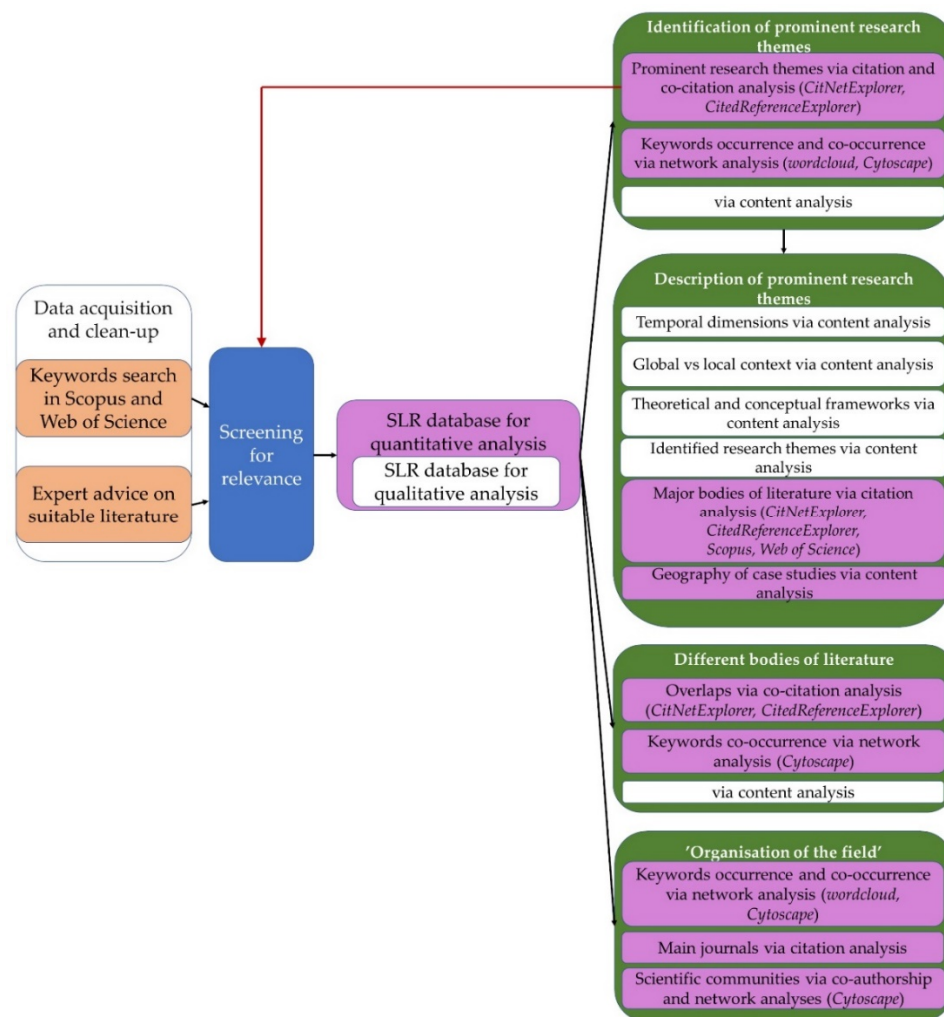 Data acquisition
and clean-up
Keywords search
in Scopus and
Web of Science
Expert advice on
suitable literature
Screening
for
relevance
SLR database for
quantitative analysis
SLR database for
qualitative analysis
Identification of prominent research
themes
Prominent research themes via citation and
co-citation analysis (CitNetExplorer,
CitedReferenceExplorer)
Keywords occurrence and co-occurrence
via network analysis (wordcloud, Cytoscape)
via content analysis
Description of prominent research
themes
Temporal dimensions via content analysis
Global vs local context via content analysis
Theoretical and conceptual frameworks via
content analysis
Identified research themes via content
analysis
Major bodies of literature via citation
analysis (CitNetExplorer,
CitedReferenceExplorer,
Scopus, Web of Science)
Geography of case studies via content
analysis
Different bodies of literature
Overlaps via co-citation analysis
(CitNetExplorer, CitedReferenceExplorer)
Keywords co-occurrence via network
analysis (Cytoscape)
via content analysis
'Organisation of the field'
Keywords occurrence and co-occurrence
via network analysis (wordcloud,
Cytoscape)
Main journals via citation analysis
Scientific communities via co-authorship
and network analyses (Cytoscape)